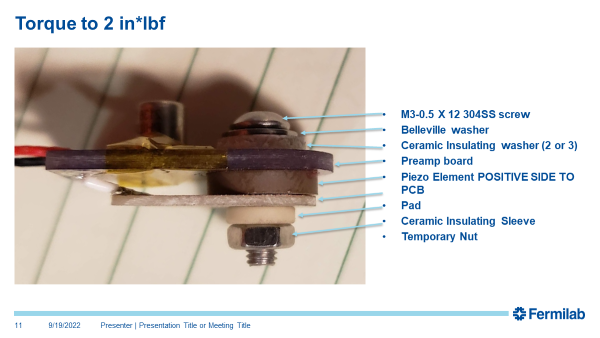 Torque to 2 in*lbf
• M3-0.5 X 12 304SS screw
• Belleville washer
• Ceramic Insulating washer (2 or 3)
• Preamp board
• Piezo Element POSITIVE SIDE TO
PCB
• Pad
• Ceramic Insulating Sleeve
• Temporary Nut
Fermilab
11 9/19/2022 Presenter | Presentation Title or Meeting Title